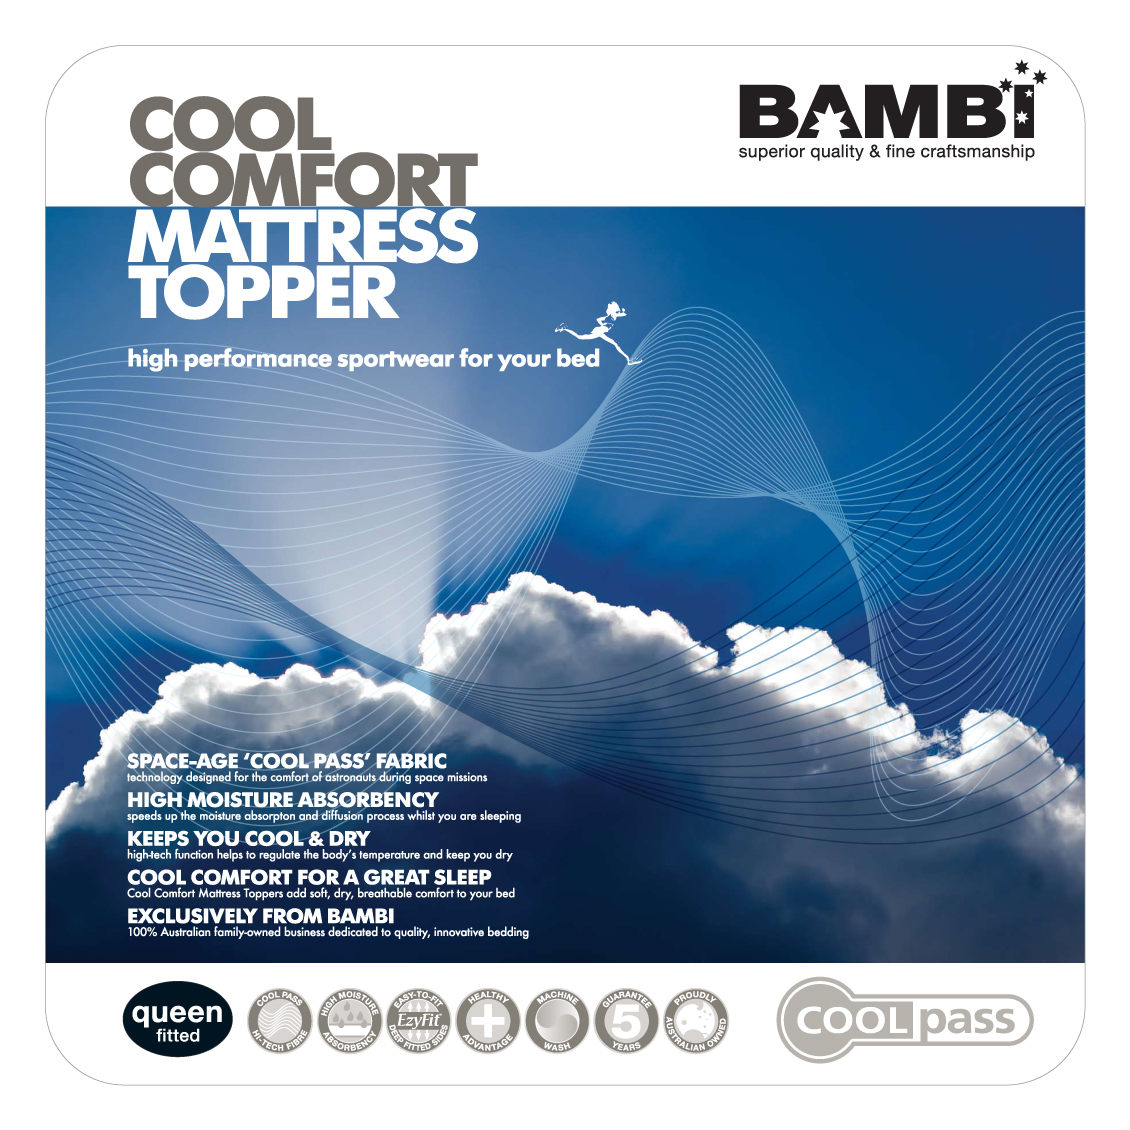 COOL
COMFORT
MATTRESS
TOPPER
BAMBI
superior quality & fine craftsmanship
high performance sportwear for your bed
SPACE-AGE ‘COOL PASS’ FABRIC
technology designed for the comfort of astronauts during space missions
HIGH MOISTURE ABSORBENCY
speeds up the moisture absorpton and diffusion process whilst you are sleeping
KEEPS YOU COOL & DRY
high-tech function helps to regulate the body’s temperature and keep you dry
COOL COMFORT FOR A GREAT SLEEP
Cool Comfort Mattress Toppers add soft, dry, breathable comfort to your bed
EXCLUSIVELY FROM BAMBI
100% Australian family-owned business dedicated to quality, innovative bedding
queen
fitted
COOL PASS
HI-TECH FIBRE
HIGH MOISTURE
ABSORBENCY
EASY-TO-FIT
EzyFit
DEEP FITTED SIDES
HEALTHY
ADVANTAGE
MACHINE
WASH
GUARANTEE
5
YEARS
PROUDLY
AUSTRALIAN OWNED
COOL pass